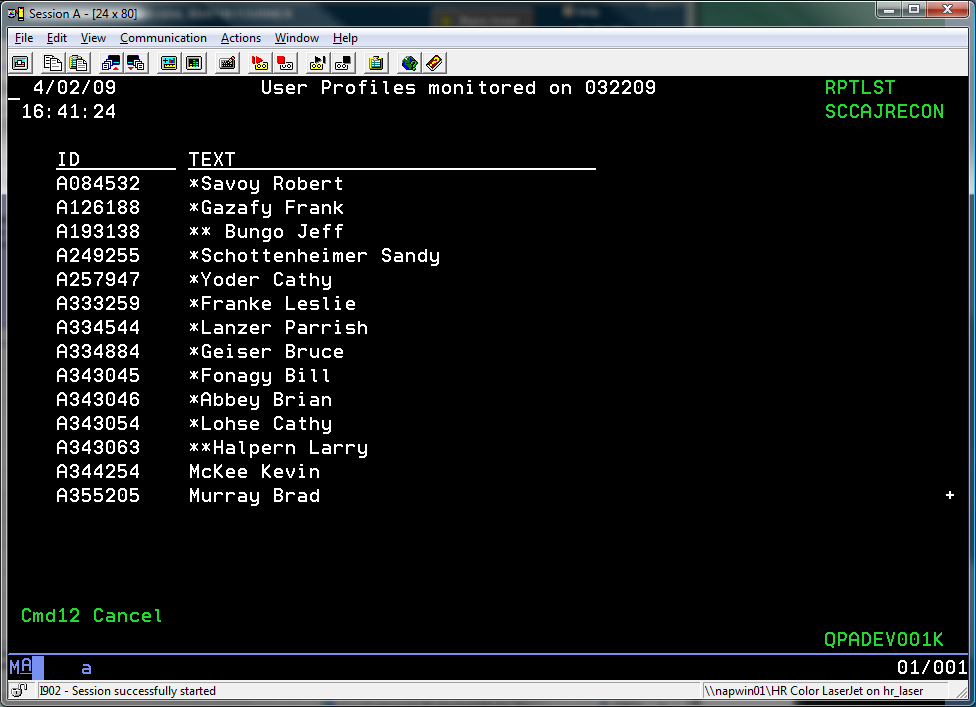 Session A - [24 x 80]
File Edit View Communication Actions Window Help
4/02/09 User Profiles monitored on 032209 RPTLST
16:41:24 SCCAJRECON
ID TEXT
A084532 *Savoy Robert
A126188 *Gazafy Frank
A193138 ** Bungo Jeff
A249255 *Schottenheimer Sandy
A257947 *Yoder Cathy
A333259 *Franke Leslie
A334544 *Lanzer Parrish
A334884 *Geiser Bruce
A343045 *Fonagy Bill
A343046 *Abbey Brian
A343054 *Lohse Cathy
A343063 **Halpern Larry
A344254 McKee Kevin
A355205 Murray Brad +
Cmd12 Cancel
QPADEV001K
MA a 01/001
I902 - Session successfully started \\napwin01\HR Color LaserJet on hr_laser